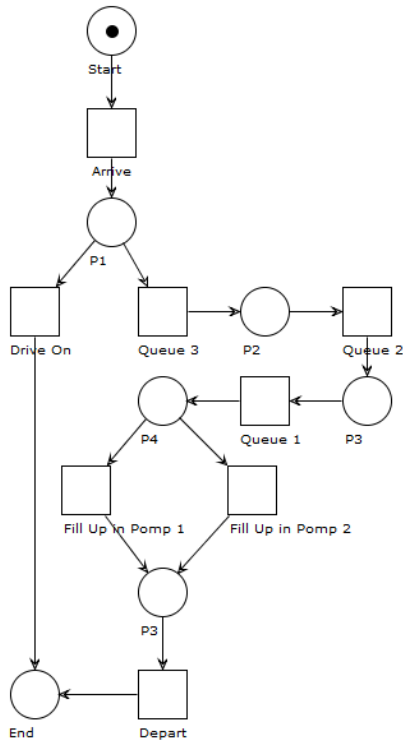 Start
Arrive
P1
Drive On
Queue 3
P2
Queue 2
P4
Queue 1
P3
Fill Up in Pomp 1
Fill Up in Pomp 2
P3
End
Depart